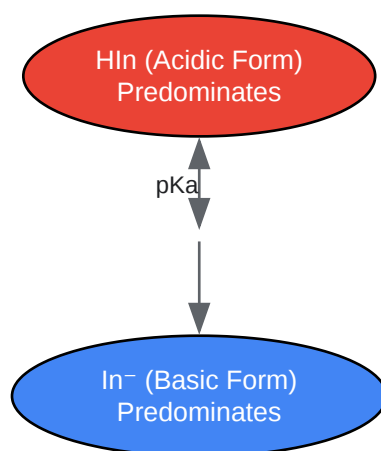 HIn (Acidic Form)
Predominates
pKa
In⁻ (Basic Form)
Predominates